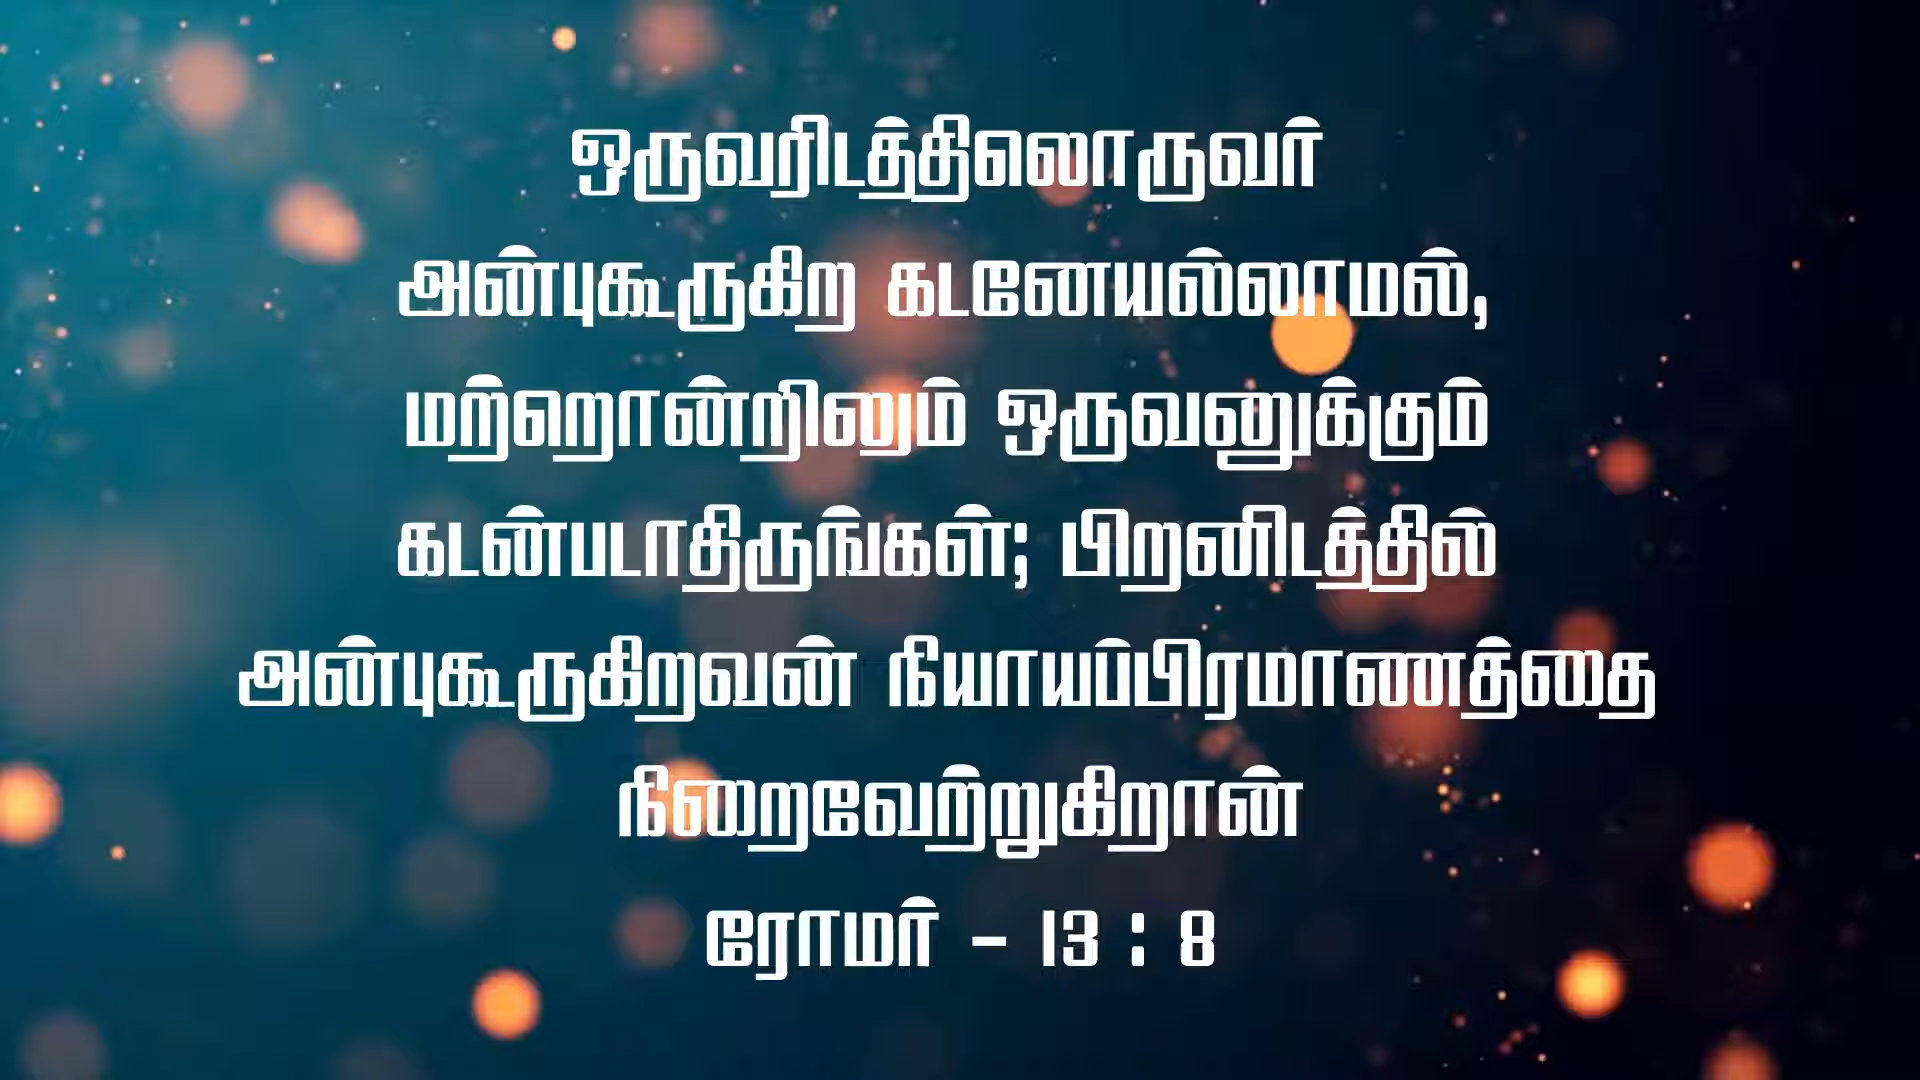 ஒருவரிடத்திலொருவர்
அன்புகூருகிற கடனேயல்லாமல்,
மற்றொன்றிலும் ஒருவனுக்கும்
கடன்படாதிருங்கள்; பிறனிடத்தில்
அன்புகூருகிறவன் நியாயப்பிரமாணத்தை
நிறைவேற்றுகிறான்
ரோமர் - 13 : 8